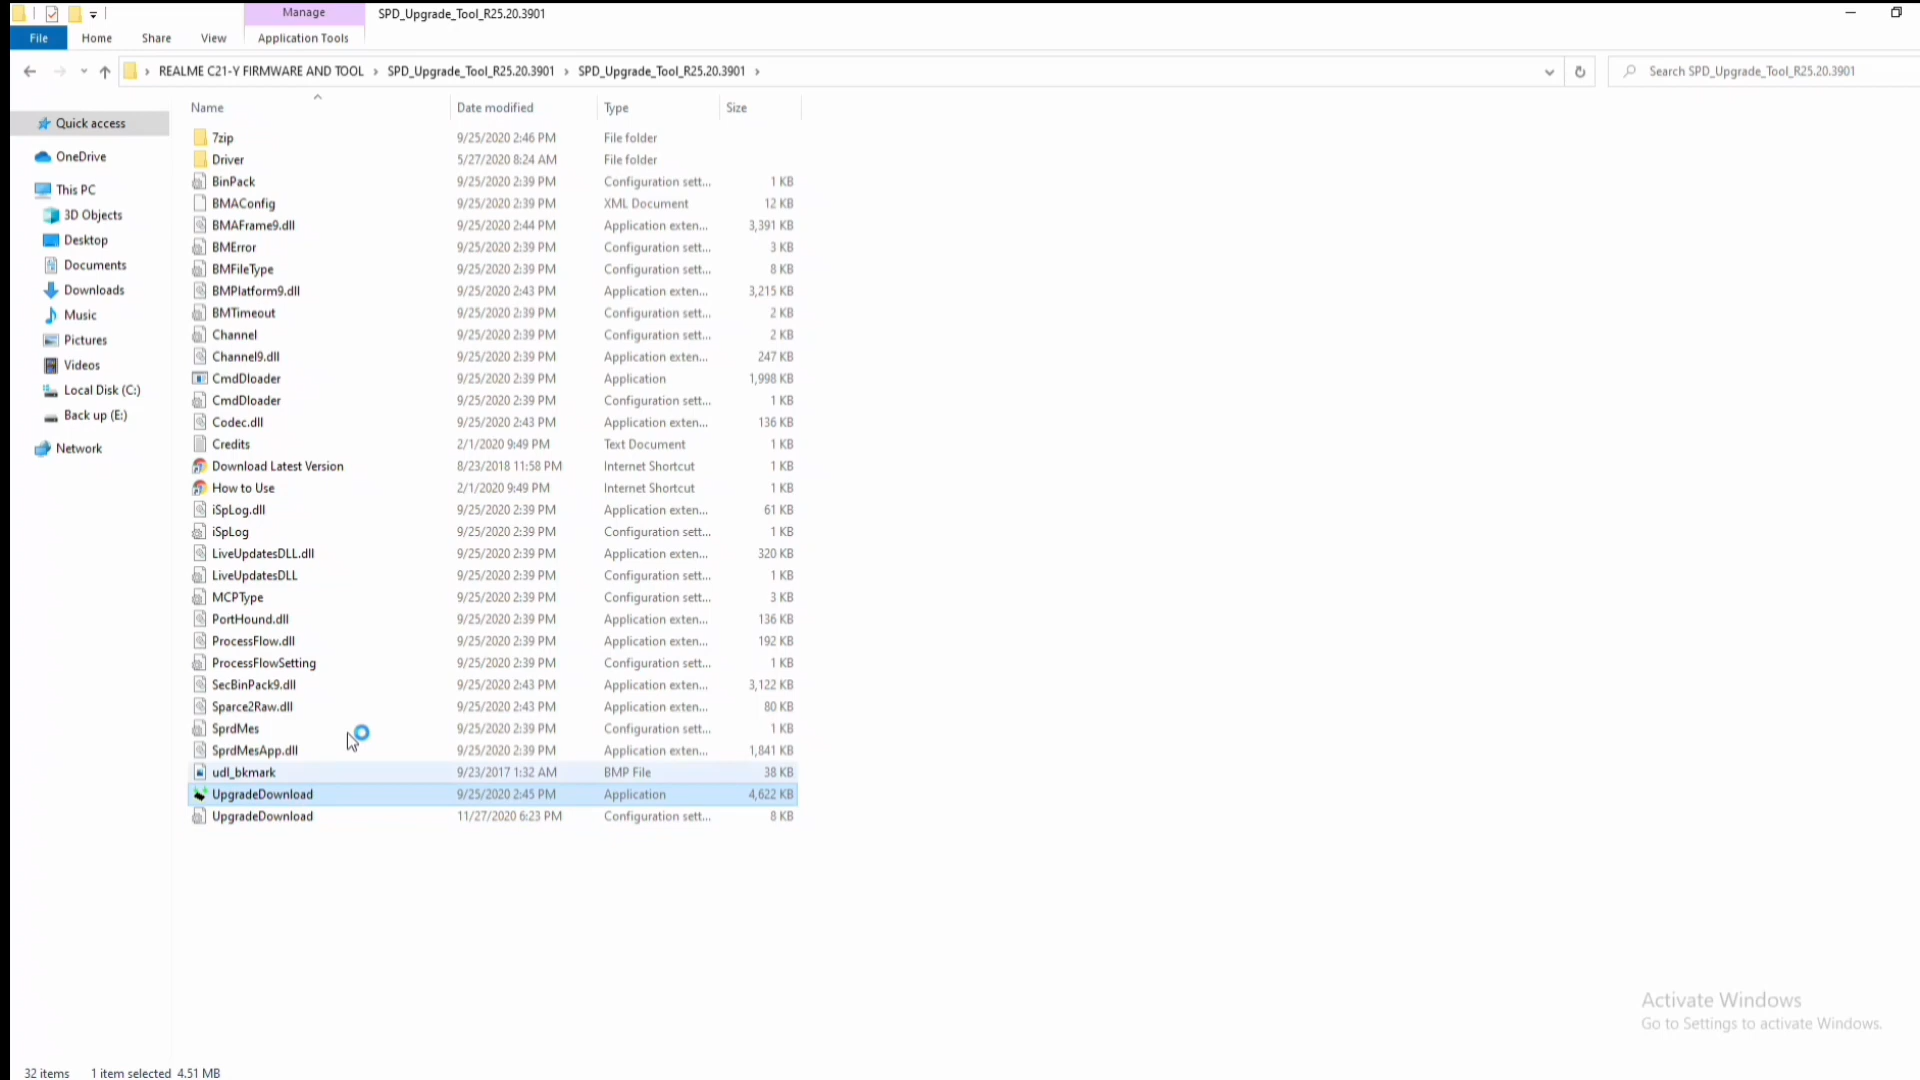 Manage
SPD_Upgrade_Tool_R25.20.3901
File
Home
Share
View
Application Tools
REALME C21-Y FIRMWARE AND TOOL
SPD_Upgrade_Tool_R25.20.3901
SPD_Upgrade_Tool_R25.20.3901
Search SPD_Upgrade_Tool_R25.20.3901
Quick access
OneDrive
This PC
3D Objects
Desktop
Documents
Downloads
Music
Pictures
Videos
Local Disk (C:)
Back up (E:)
Network
Name Date modified Type Size
7zip 9/25/2020 2:46 PM File folder
Driver 5/27/2020 8:24 AM File folder
BinPack 9/25/2020 2:39 PM Configuration sett... 1 KB
BMAConfig 9/25/2020 2:39 PM XML Document 12 KB
BMAFrame9.dll 9/25/2020 2:44 PM Application exten... 3,391 KB
BMError 9/25/2020 2:39 PM Configuration sett... 3 KB
BMFileType 9/25/2020 2:39 PM Configuration sett... 8 KB
BMPlatform9.dll 9/25/2020 2:43 PM Application exten... 3,215 KB
BMTimeout 9/25/2020 2:39 PM Configuration sett... 2 KB
Channel 9/25/2020 2:39 PM Configuration sett... 2 KB
Channel9.dll 9/25/2020 2:39 PM Application exten... 247 KB
CmdDloader 9/25/2020 2:39 PM Application 1,998 KB
CmdDloader 9/25/2020 2:39 PM Configuration sett... 1 KB
Codec.dll 9/25/2020 2:43 PM Application exten... 136 KB
Credits 2/1/2020 9:49 PM Text Document 1 KB
Download Latest Version 8/23/2018 11:58 PM Internet Shortcut 1 KB
How to Use 2/1/2020 9:49 PM Internet Shortcut 1 KB
iSpLog.dll 9/25/2020 2:39 PM Application exten... 61 KB
iSpLog 9/25/2020 2:39 PM Configuration sett... 1 KB
LiveUpdatesDLL.dll 9/25/2020 2:39 PM Application exten... 320 KB
LiveUpdatesDLL 9/25/2020 2:39 PM Configuration sett... 1 KB
MCPType 9/25/2020 2:39 PM Configuration sett... 3 KB
PortHound.dll 9/25/2020 2:39 PM Application exten... 136 KB
ProcessFlow.dll 9/25/2020 2:39 PM Application exten... 192 KB
ProcessFlowSetting 9/25/2020 2:39 PM Configuration sett... 1 KB
SecBinPack9.dll 9/25/2020 2:43 PM Application exten... 3,122 KB
Sparce2Raw.dll 9/25/2020 2:43 PM Application exten... 80 KB
SprdMes 9/25/2020 2:39 PM Configuration sett... 1 KB
SprdMesApp.dll 9/25/2020 2:39 PM Application exten... 1,841 KB
udl_bkmark 9/23/2017 1:32 AM BMP File 38 KB
UpgradeDownload 9/25/2020 2:45 PM Application 4,622 KB
UpgradeDownload 11/27/2020 6:23 PM Configuration sett... 8 KB
Activate Windows
Go to Settings to activate Windows.
32 items 1 item selected 4.51 MB